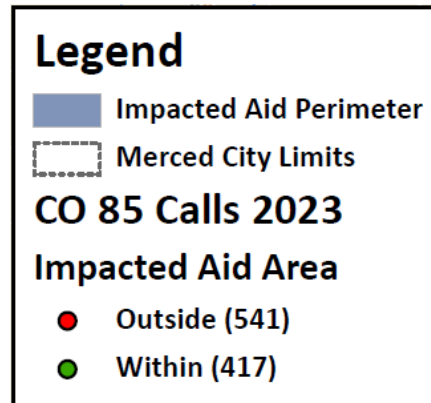 Legend
Impacted Aid Perimeter
Merced City Limits
CO 85 Calls 2023
Impacted Aid Area
Outside (541)
Within (417)